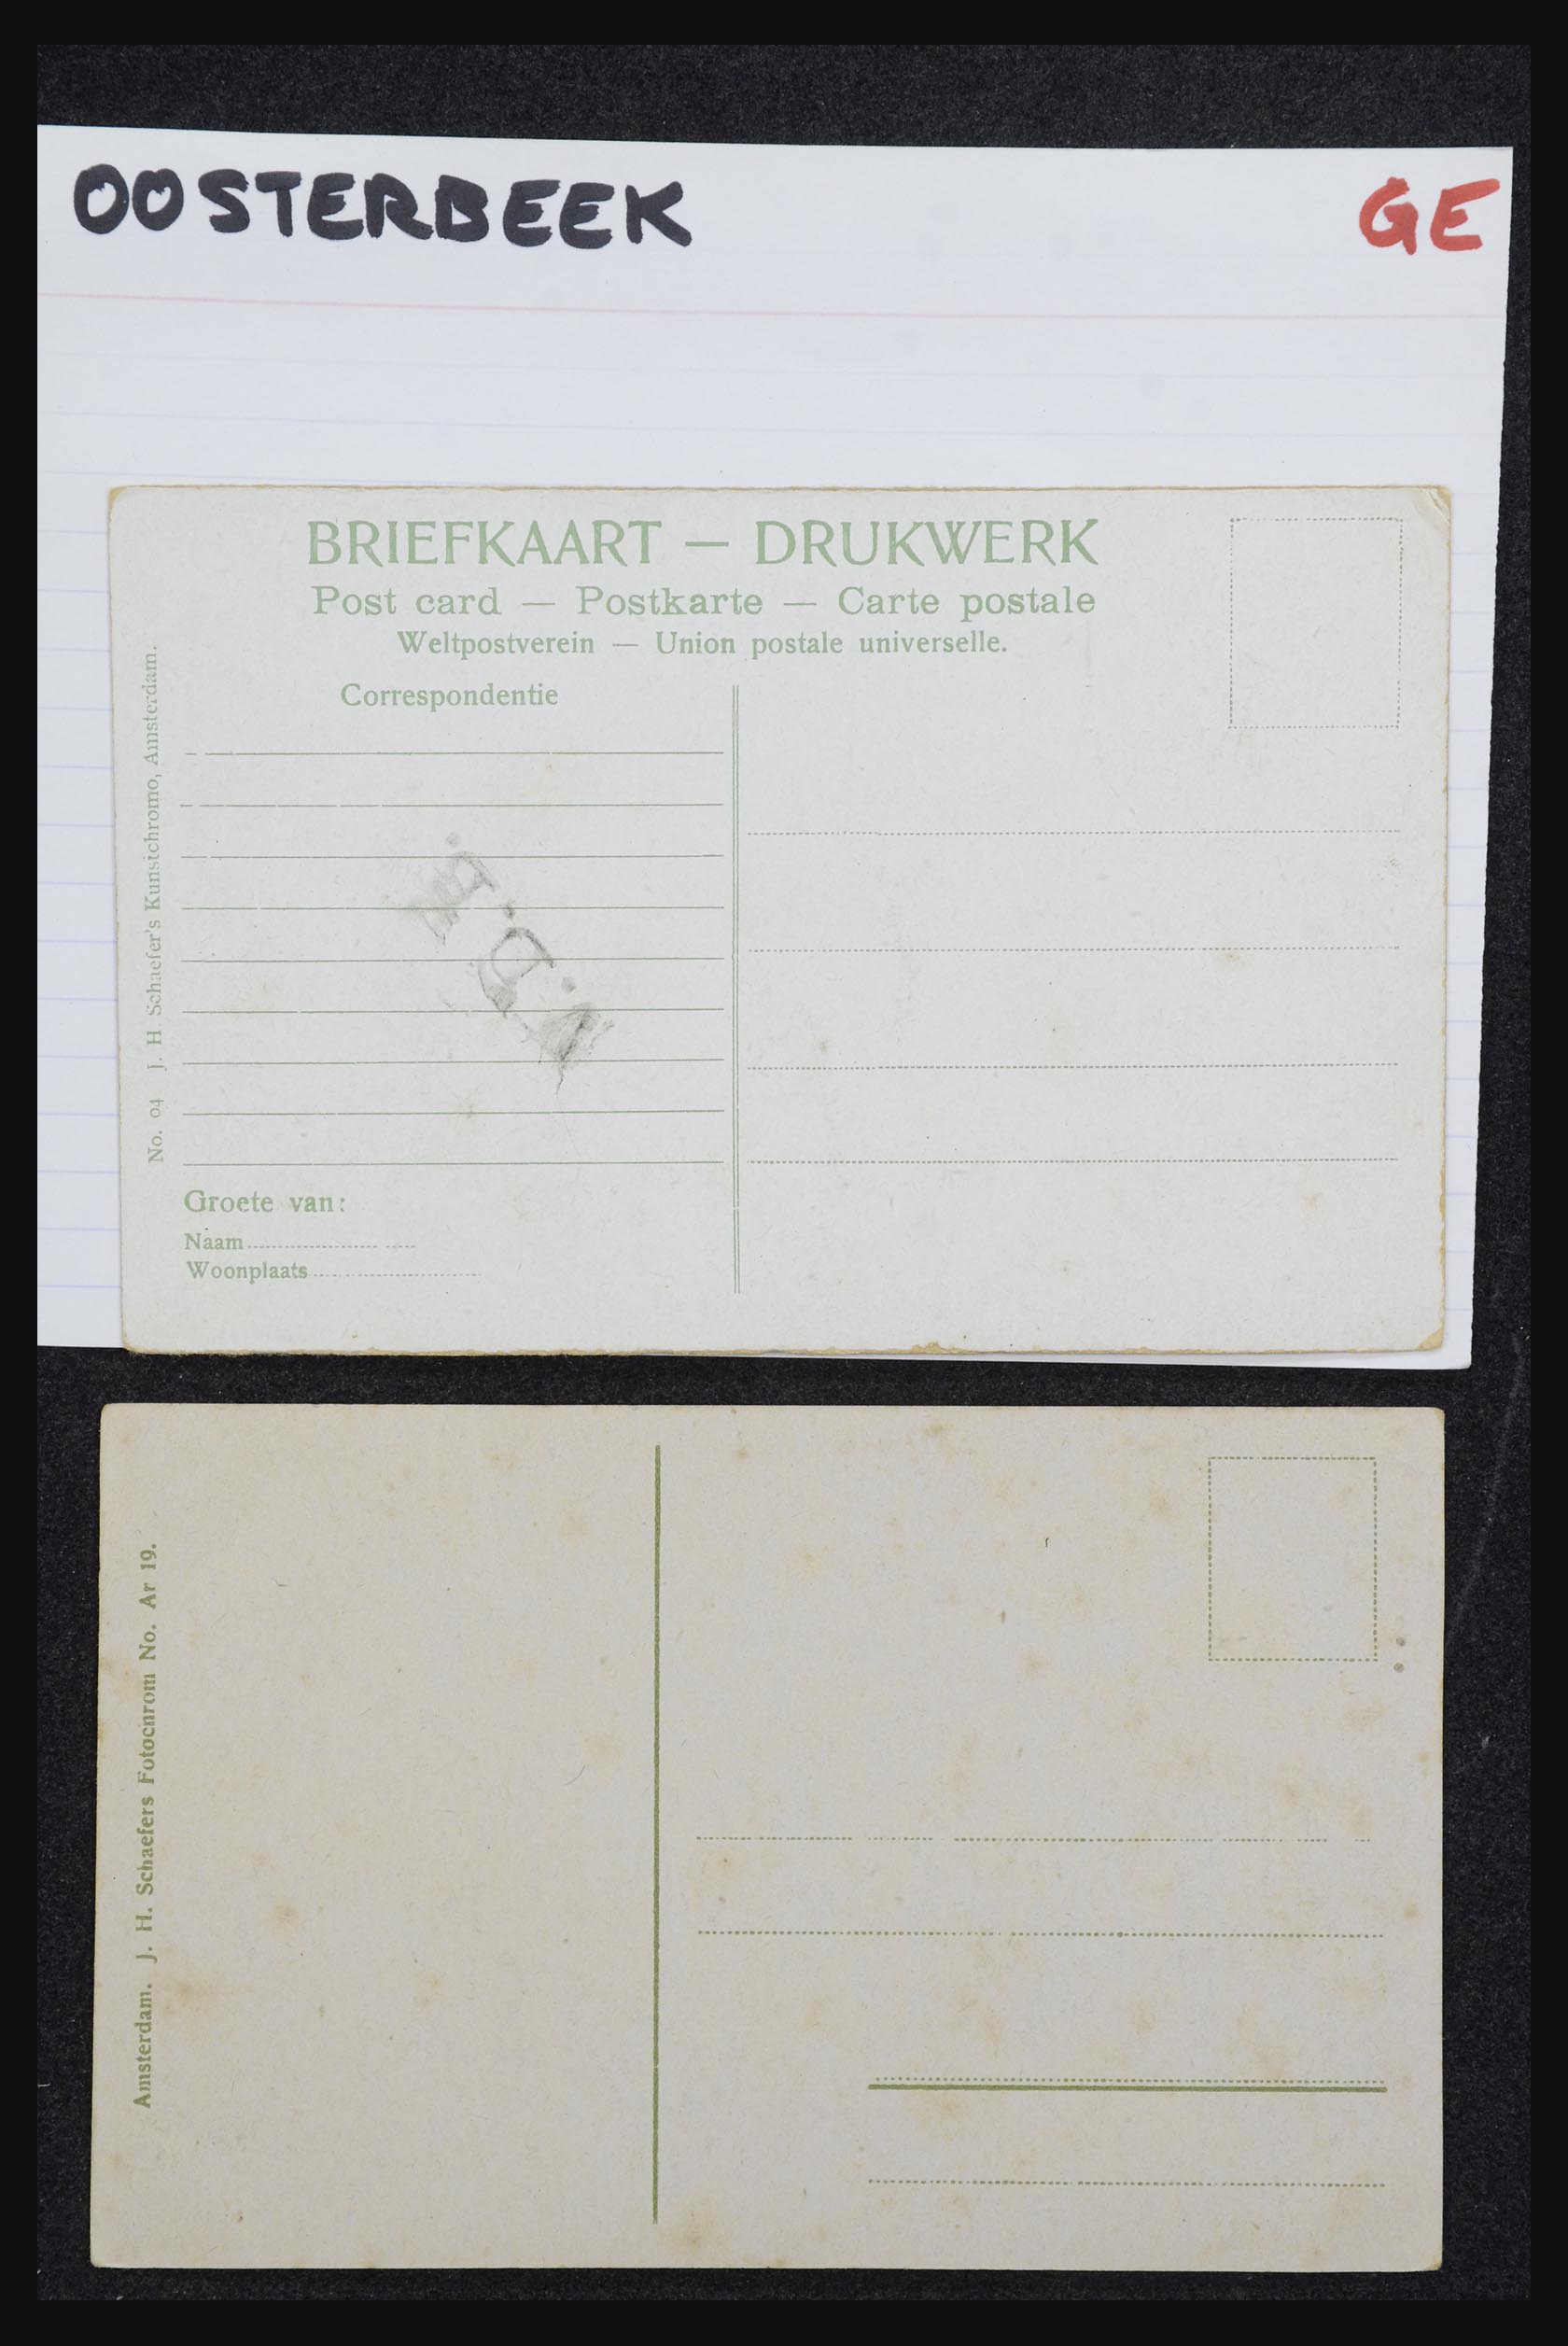 OOSTERBEEK
GE
BRIEFKAART — DRUKWERK
Post card — Postkarte — Carte postale
Weltpostverein — Union postale universelle.
Correspondentie
No. 04 J. H. Schaefer's Kunstchromo, Amsterdam.
Groete van:
Naam
Woonplaats
Amsterdam. J. H. Schaefers Fotochrom No. Ar 19.